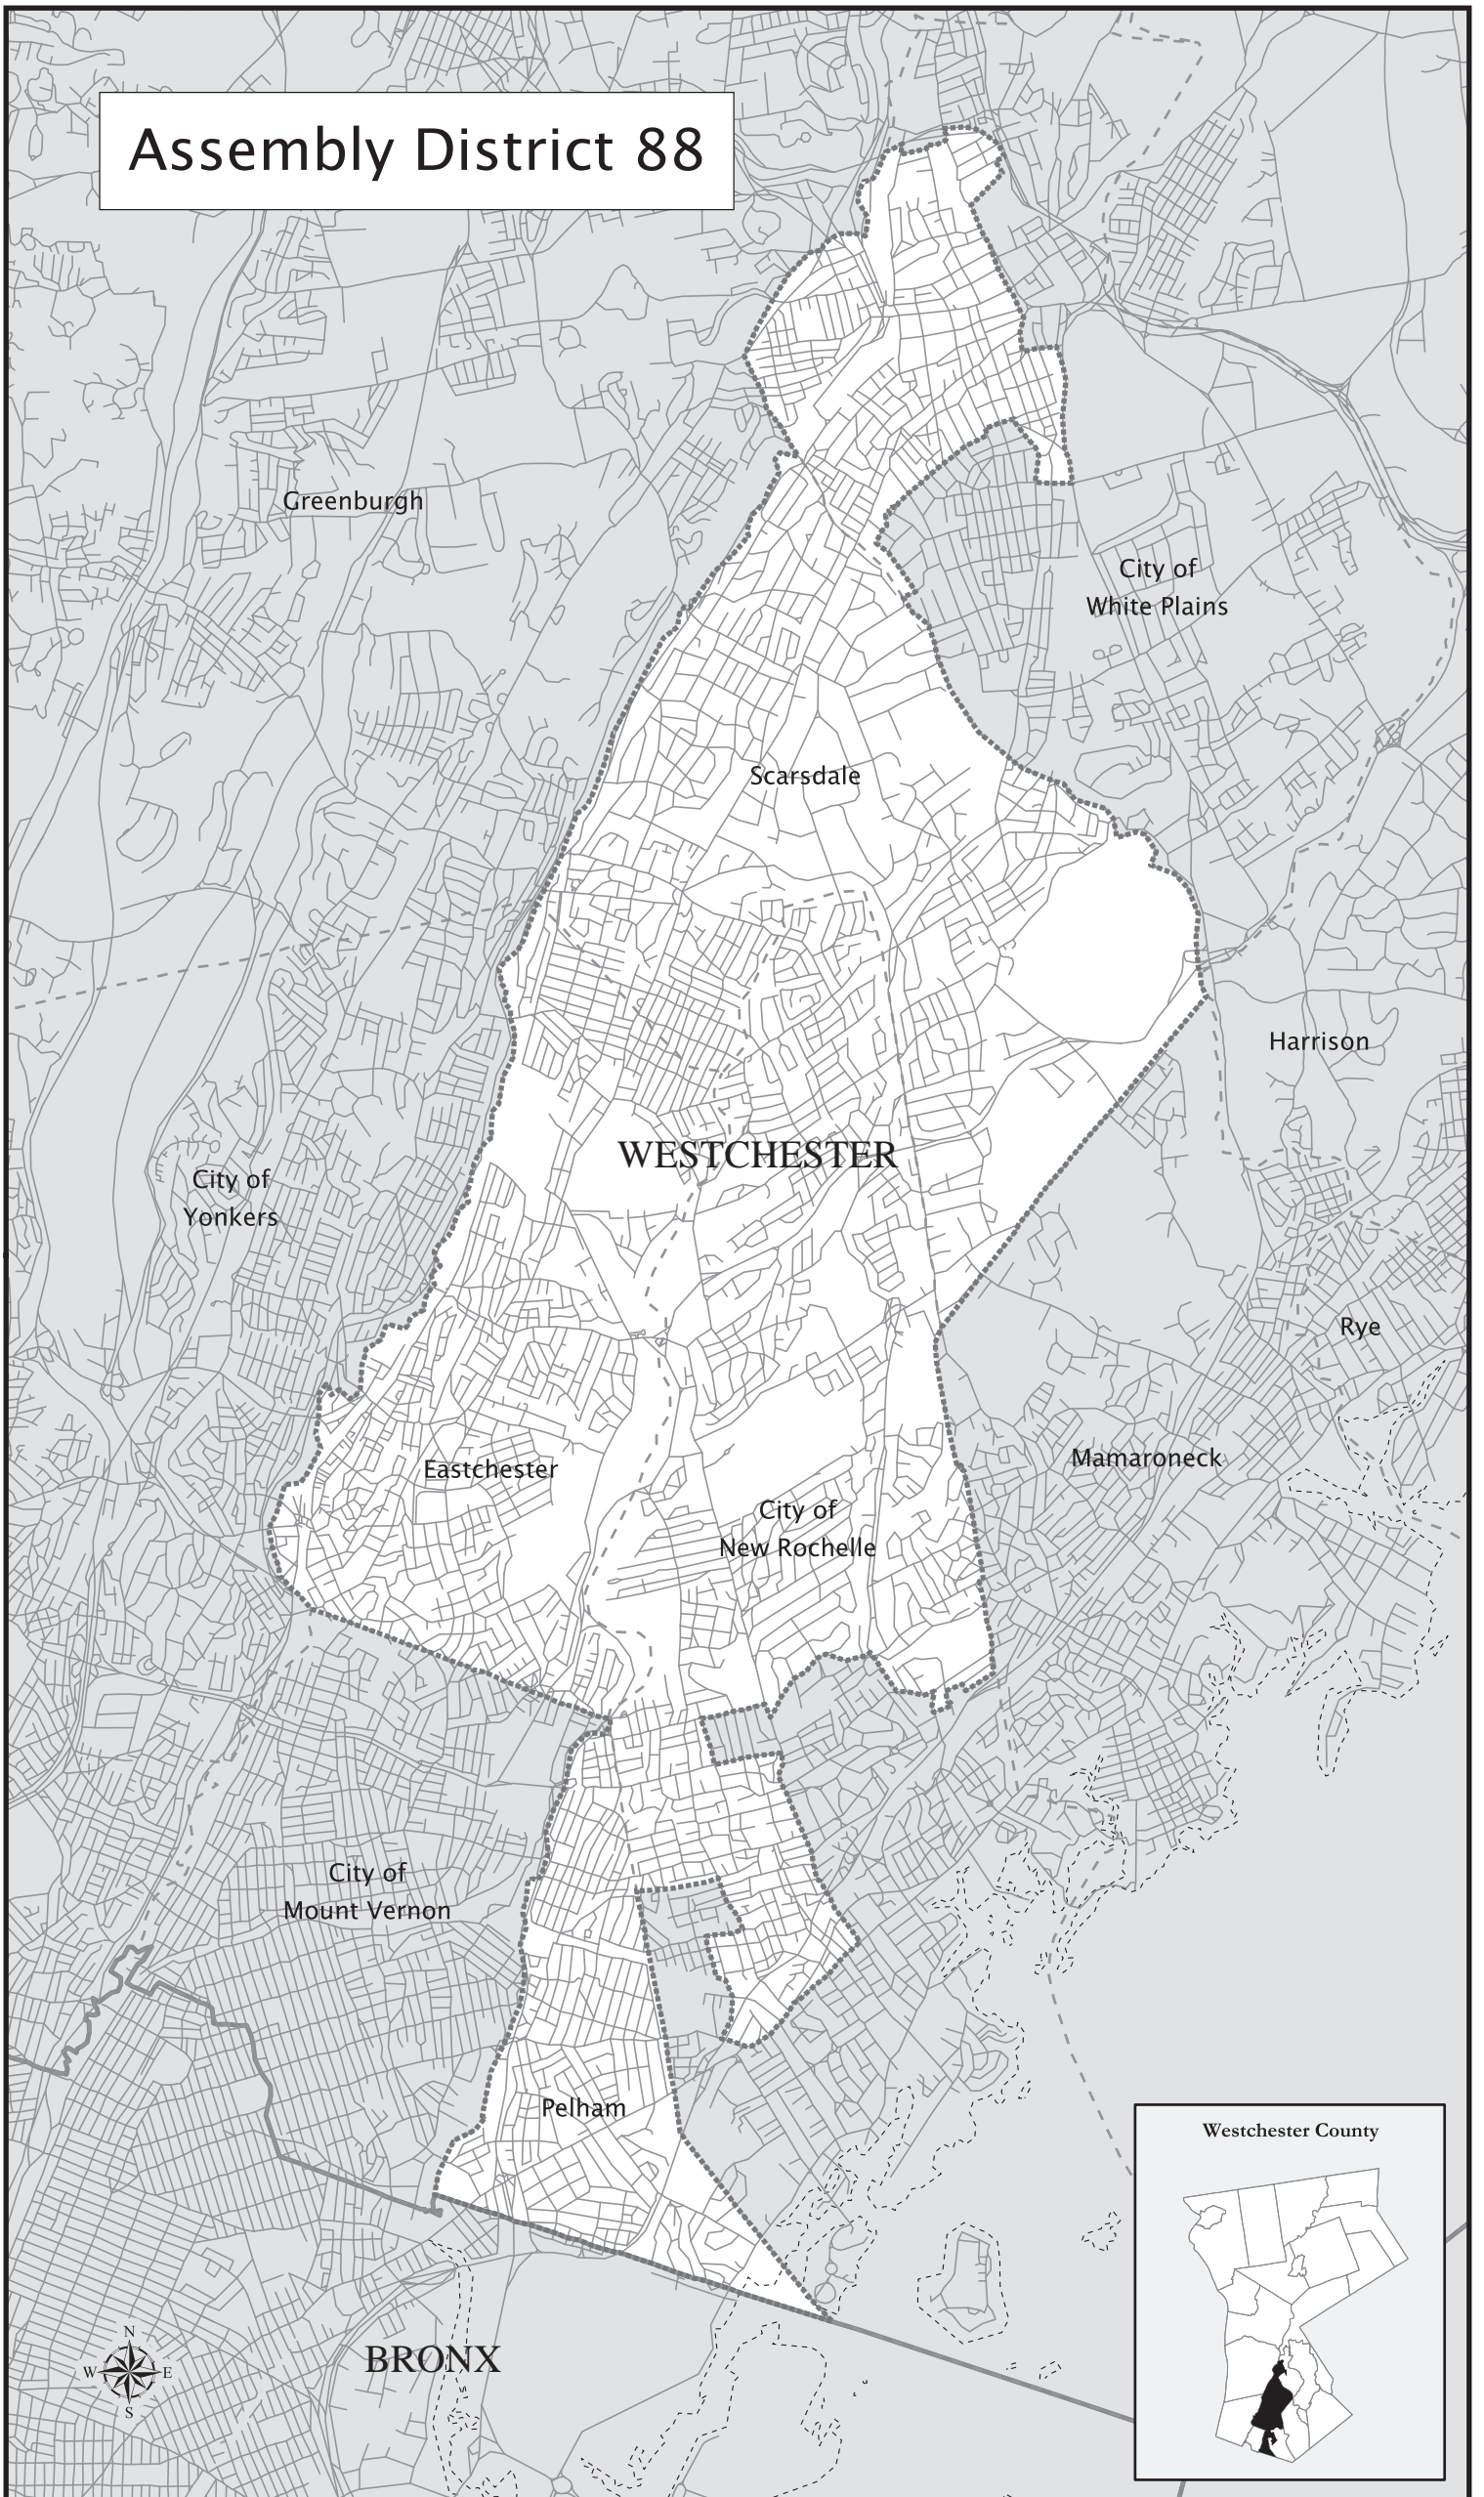 Assembly District 88
Greenburgh
City of
White Plains
Scarsdale
Harrison
WESTCHESTER
City of
Yonkers
Rye
Mamaroneck
Eastchester
City of
New Rochelle
City of
Mount Vernon
Pelham
Westchester County
BRONX
N
W
E
S